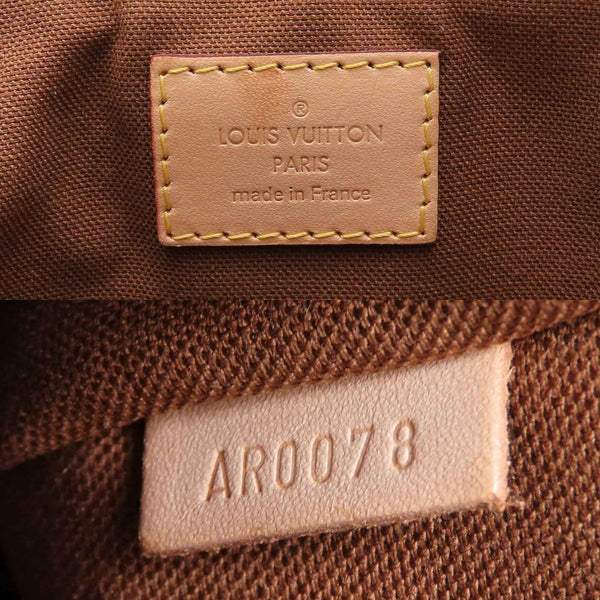 ®
LOUIS VUITTON
PARIS
made in France
AR0078